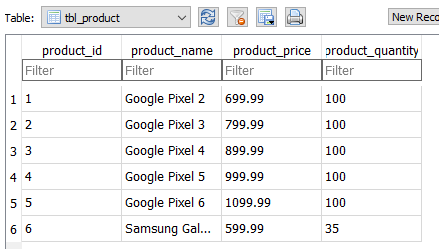 Table: tbl_product New Reco
product_id product_name product_price product_quantity
Filter Filter Filter Filter
1 1 Google Pixel 2 699.99 100
2 2 Google Pixel 3 799.99 100
3 3 Google Pixel 4 899.99 100
4 4 Google Pixel 5 999.99 100
5 5 Google Pixel 6 1099.99 100
6 6 Samsung Gal... 599.99 35